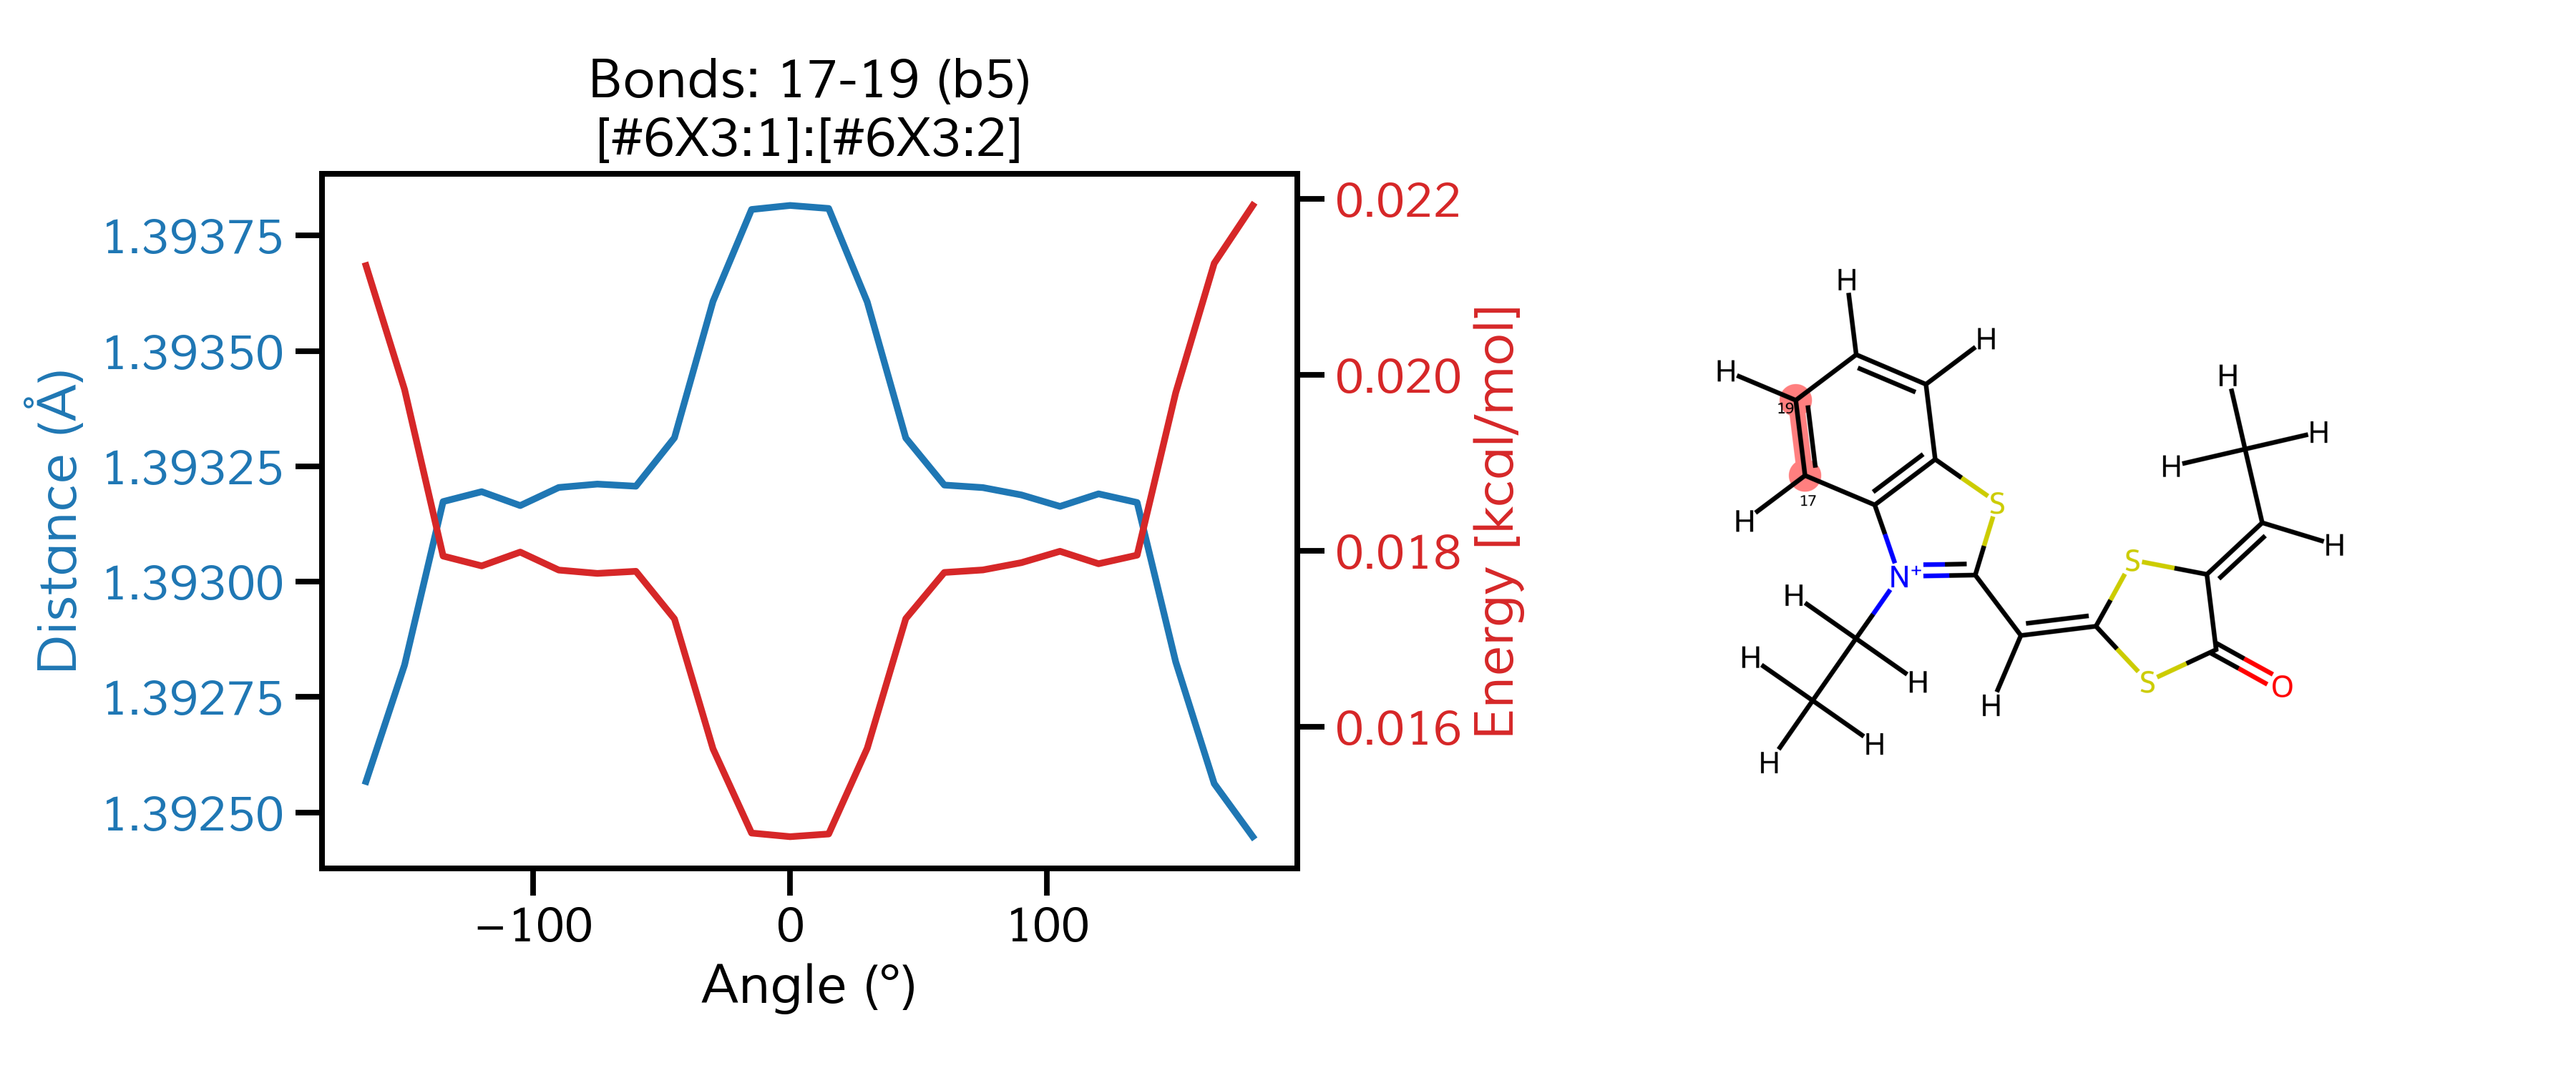 Bonds: 17-19 (b5)
[#6X3:1]:[#6X3:2]
Distance (Å)
1.39375
1.39350
1.39325
1.39300
1.39275
1.39250
−100
0
100
Angle (°)
0.022
0.020
0.018
0.016
Energy [kcal/mol]
H
H
H
H
H
H
H
19
17
H
S
H
N⁺
S
H
H
H
S
O
H
H
H